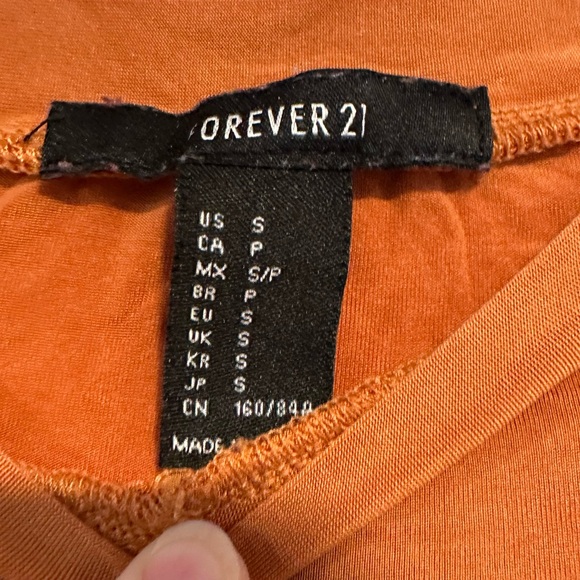 FOREVER 21
US S
CA P
MX S/P
BR P
EU S
UK S
KR S
JP S
CN 160/84A
MADE